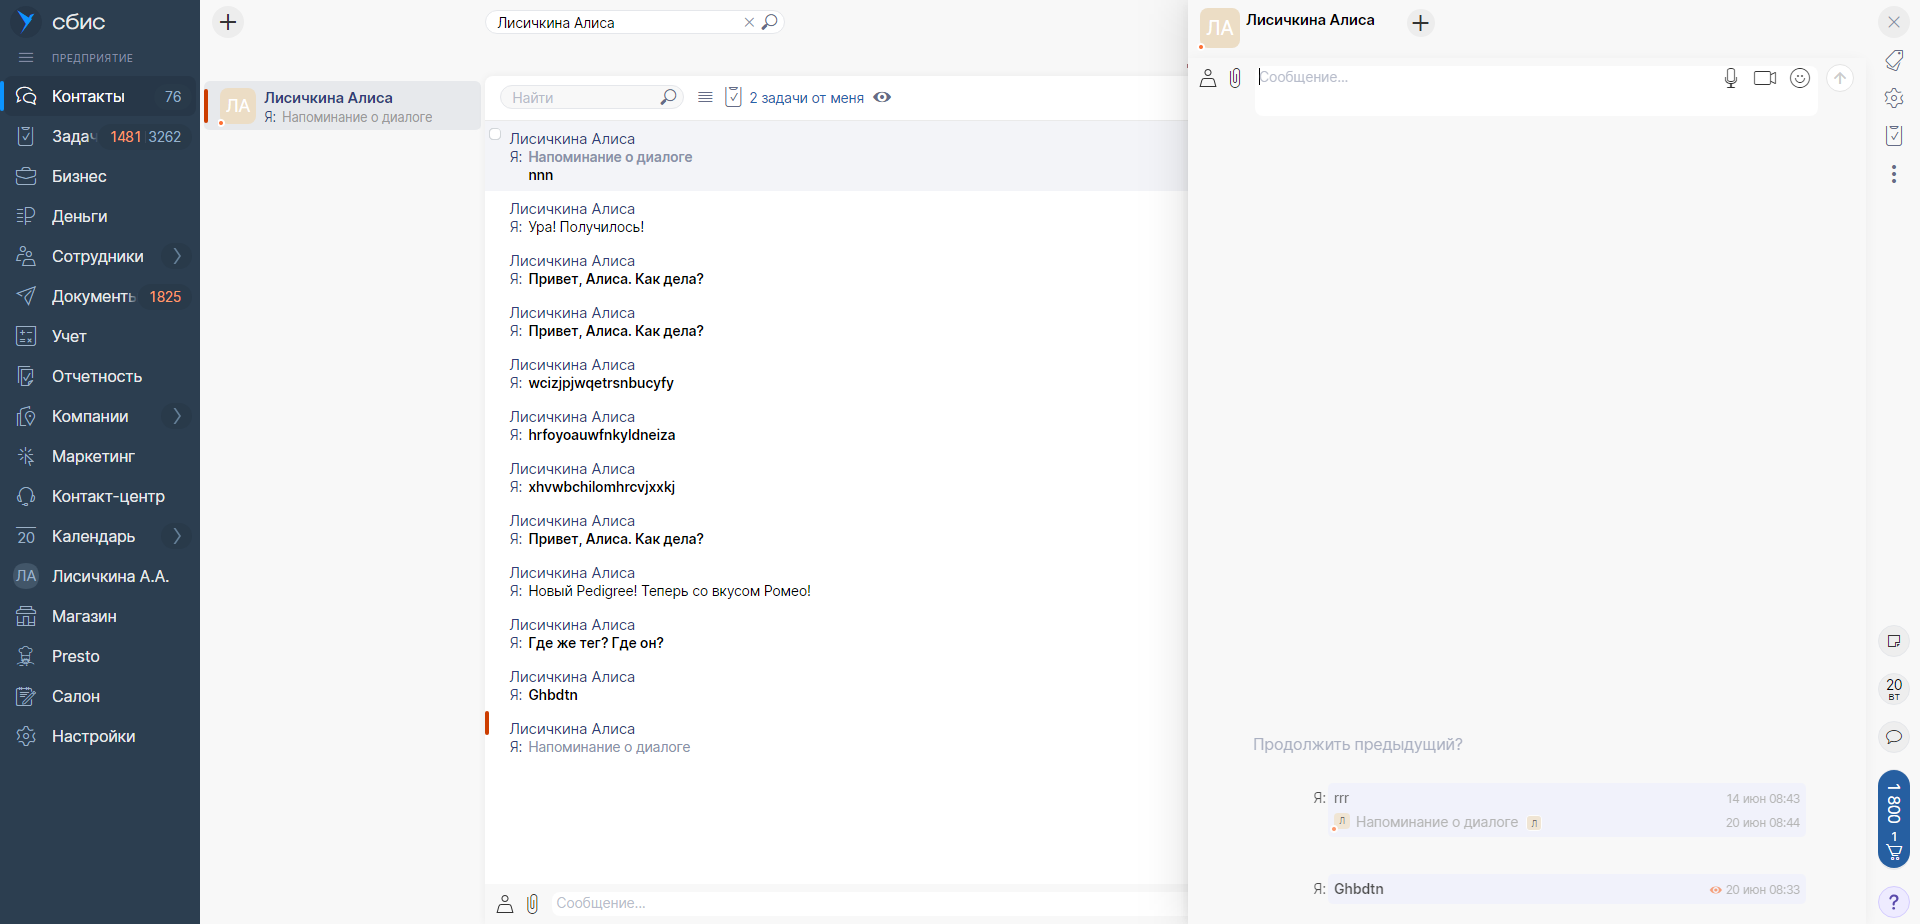 сбис
ПРЕДПРИЯТИЕ
Контакты 76
Задач 1481 3262
Бизнес
Деньги
Сотрудники
Документы 1825
Учет
Отчетность
Компании
Маркетинг
Контакт-центр
20 Календарь
ЛА Лисичкина А.А.
Магазин
Presto
Салон
Настройки
Лисичкина Алиса
ЛА Лисичкина Алиса
Я: Напоминание о диалоге
Найти 2 задачи от меня
Лисичкина Алиса
Я: Напоминание о диалоге
nnn
Лисичкина Алиса
Я: Ура! Получилось!
Лисичкина Алиса
Я: Привет, Алиса. Как дела?
Лисичкина Алиса
Я: Привет, Алиса. Как дела?
Лисичкина Алиса
Я: wcizjpjwqetrsnbucyfy
Лисичкина Алиса
Я: hrfoyoauwfnkyldneiza
Лисичкина Алиса
Я: xhvwbchilomhrcvjxxkj
Лисичкина Алиса
Я: Привет, Алиса. Как дела?
Лисичкина Алиса
Я: Новый Pedigree! Теперь со вкусом Ромео!
Лисичкина Алиса
Я: Где же тег? Где он?
Лисичкина Алиса
Я: Ghbdtn
Лисичкина Алиса
Я: Напоминание о диалоге
Сообщение...
ЛА Лисичкина Алиса
Сообщение...
Продолжить предыдущий?
Я: rrr 14 июн 08:43
Л Напоминание о диалоге Л 20 июн 08:44
Я: Ghbdtn 20 июн 08:33
20
ВТ
1 800
1
?